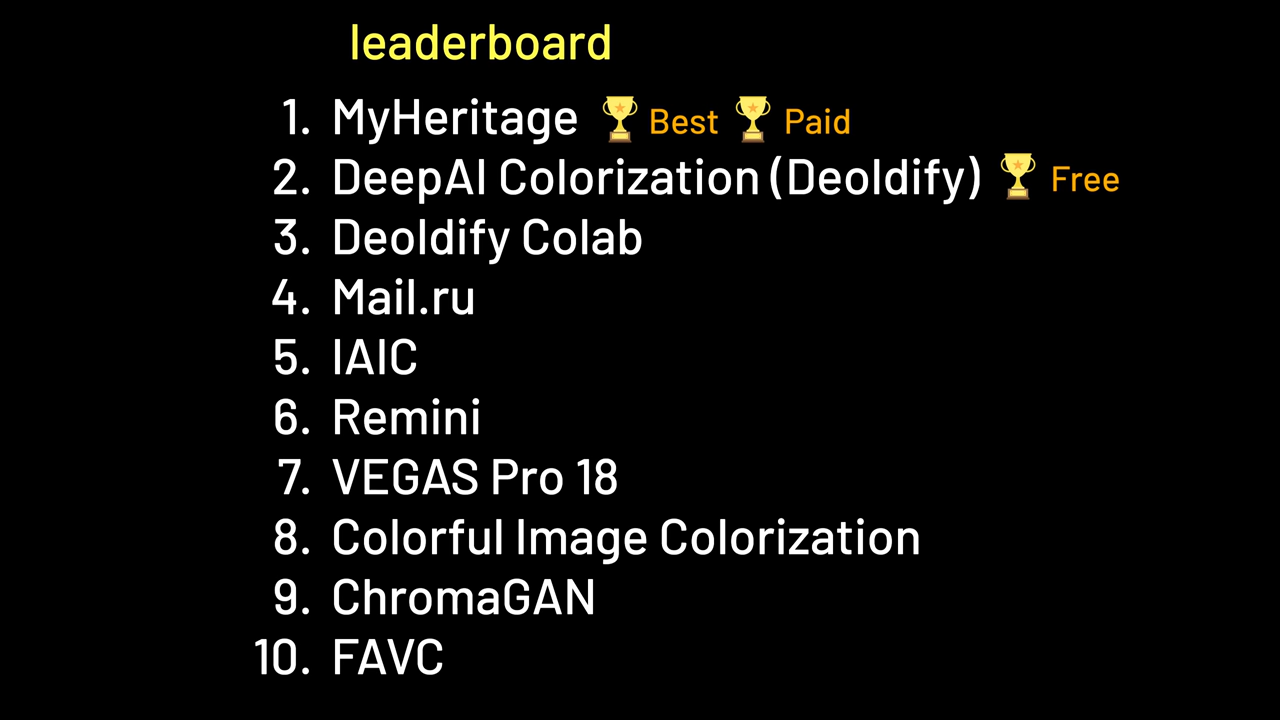 leaderboard
1. MyHeritage 🏆 Best 🏆 Paid
2. DeepAI Colorization (Deoldify) 🏆 Free
3. Deoldify Colab
4. Mail.ru
5. IAIC
6. Remini
7. VEGAS Pro 18
8. Colorful Image Colorization
9. ChromaGAN
10. FAVC